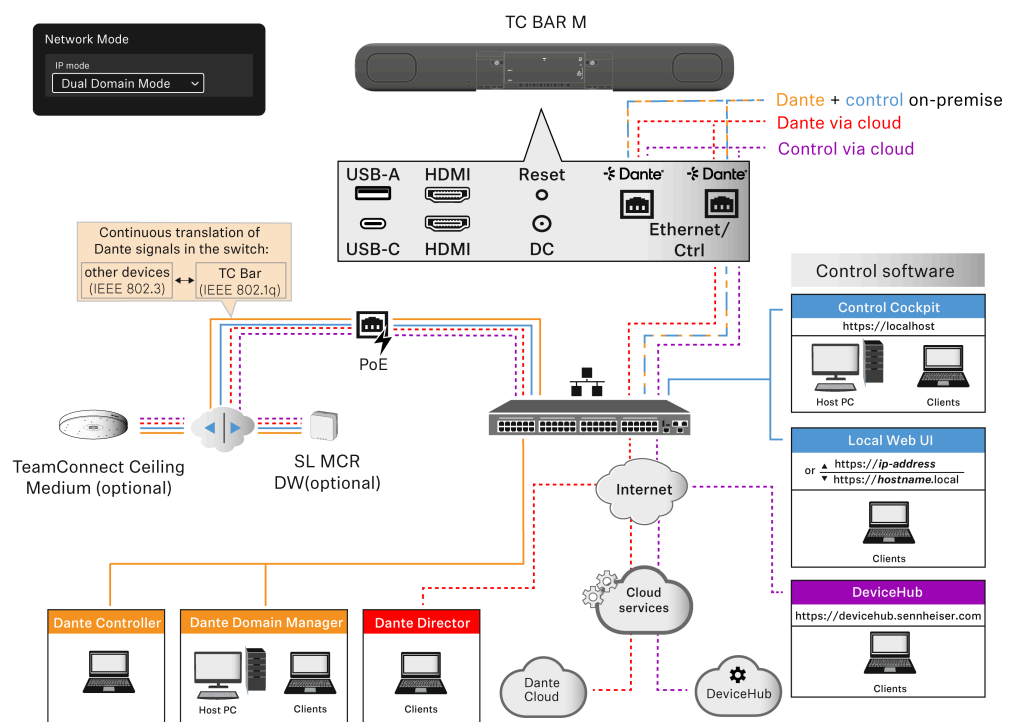 TC BAR M
Network Mode
IP mode
Dual Domain Mode
Dante + control on-premise
Dante via cloud
Control via cloud
USB-A
HDMI
Reset
Dante
Dante
USB-C
HDMI
DC
Ethernet/
Ctrl
Continuous translation of
Dante signals in the switch:
other devices
(IEEE 802.3)
TC Bar
(IEEE 802.1q)
PoE
Control software
Control Cockpit
https://localhost
Host PC
Clients
Local Web UI
or
https://ip-address
https://hostname.local
Clients
TeamConnect Ceiling
Medium (optional)
SL MCR
DW(optional)
Internet
Cloud
services
DeviceHub
https://devicehub.sennheiser.com
Clients
Dante Controller
Dante Domain Manager
Host PC
Clients
Dante Director
Clients
Dante
Cloud
DeviceHub